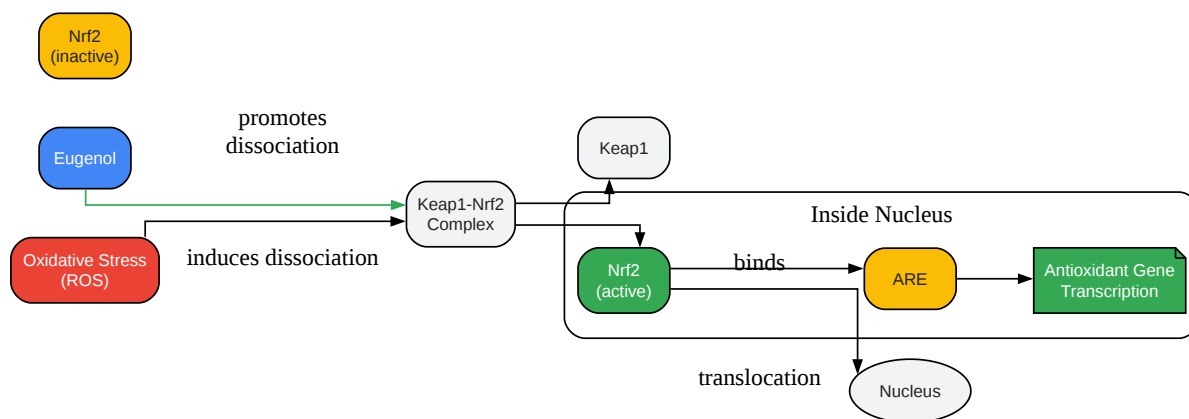 Nrf2
(inactive)
promotes
dissociation
Eugenol
Keap1
Keap1-Nrf2
Complex
Inside Nucleus
Oxidative Stress
(ROS)
induces dissociation
Nrf2
(active)
binds
ARE
Antioxidant Gene
Transcription
translocation
Nucleus